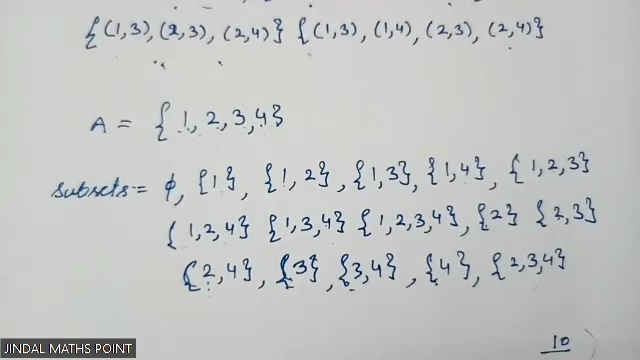 {(1,3), (2,3), (2,4)} {(1,3), (1,4), (2,3), (2,4)}
A = {1, 2, 3, 4}
subsets = ϕ, {1}, {1, 2}, {1,3}, {1,4}, {1,2,3}
{1,2,4} {1,3,4} {1,2,3,4}, {2} {2,3}
{2,4}, {3}, {3,4}, {4}, {2,3,4}
10
JINDAL MATHS POINT